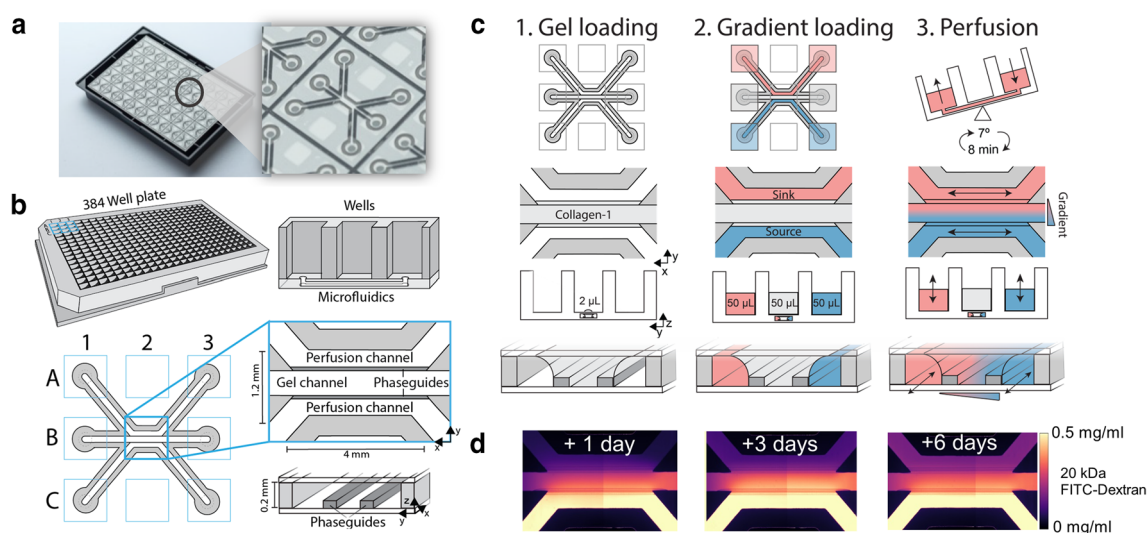 a
b
384 Well plate
Wells
Microfluidics
1 2 3
A
B
C
Perfusion channel
Gel channel
Phaseguides
Perfusion channel
1.2 mm
4 mm
x
y
0.2 mm
Phaseguides
z
y
x
c
1. Gel loading
2. Gradient loading
3. Perfusion
7º
8 min
Collagen-1
y
x
Sink
Source
Gradient
2 µL
z
y
50 µL
50 µL
50 µL
d
+ 1 day
+3 days
+6 days
0.5 mg/ml
20 kDa
FITC-Dextran
0 mg/ml